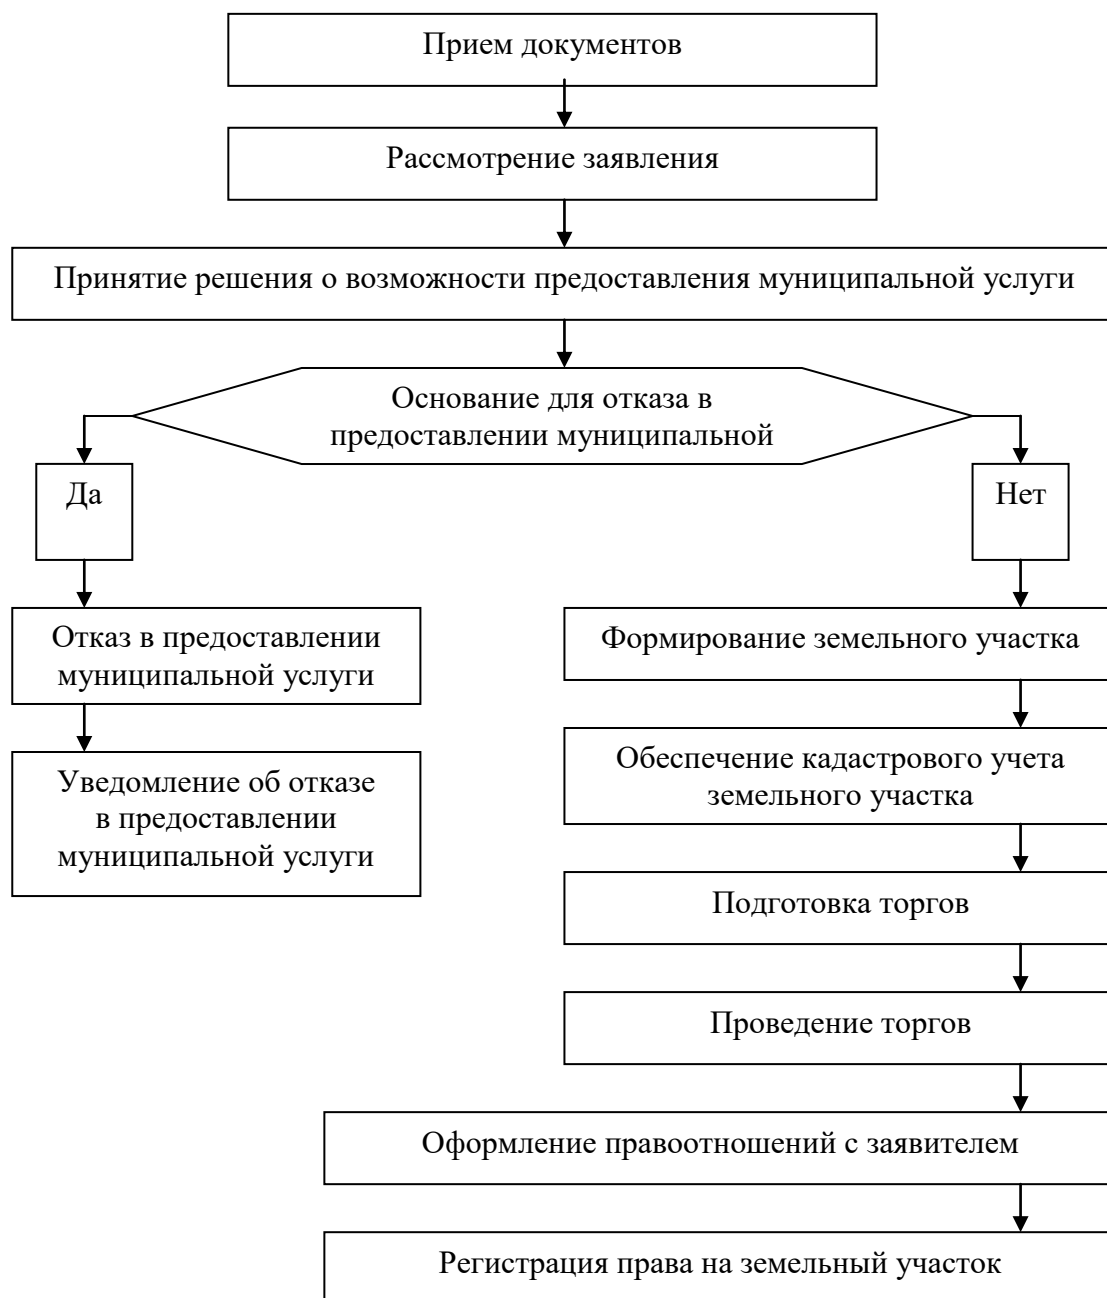 Прием документов
Рассмотрение заявления
Принятие решения о возможности предоставления муниципальной услуги
Основание для отказа в
предоставлении муниципальной
Да
Нет
Отказ в предоставлении
муниципальной услуги
Уведомление об отказе
в предоставлении
муниципальной услуги
Формирование земельного участка
Обеспечение кадастрового учета
земельного участка
Подготовка торгов
Проведение торгов
Оформление правоотношений с заявителем
Регистрация права на земельный участок